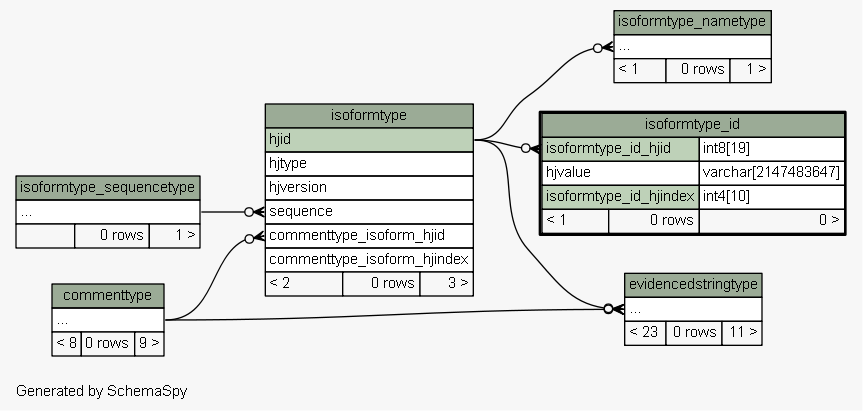 isoformtype_nametype
...
< 1 0 rows 1 >
isoformtype
hjid
hjtype
hjversion
sequence
commenttype_isoform_hjid
commenttype_isoform_hjindex
< 2 0 rows 3 >
isoformtype_id
isoformtype_id_hjid int8[19]
hjvalue varchar[2147483647]
isoformtype_id_hjindex int4[10]
< 1 0 rows 0 >
isoformtype_sequencetype
...
0 rows 1 >
commenttype
...
< 8 0 rows 9 >
evidencedstringtype
...
< 23 0 rows 11 >
Generated by SchemaSpy